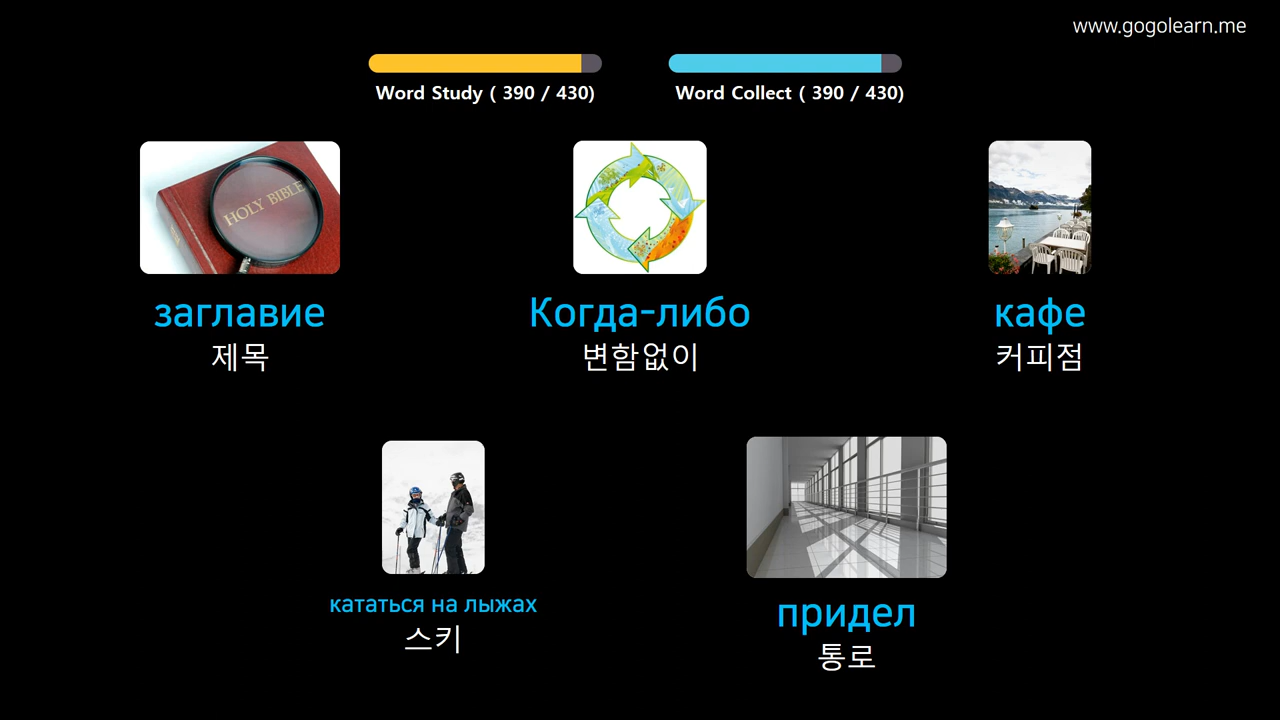 www.gogolearn.me
Word Study ( 390 / 430)
Word Collect ( 390 / 430)
HOLY BIBLE
заглавие
제목
Когда-либо
변함없이
кафе
커피점
кататься на лыжах
스키
придел
통로